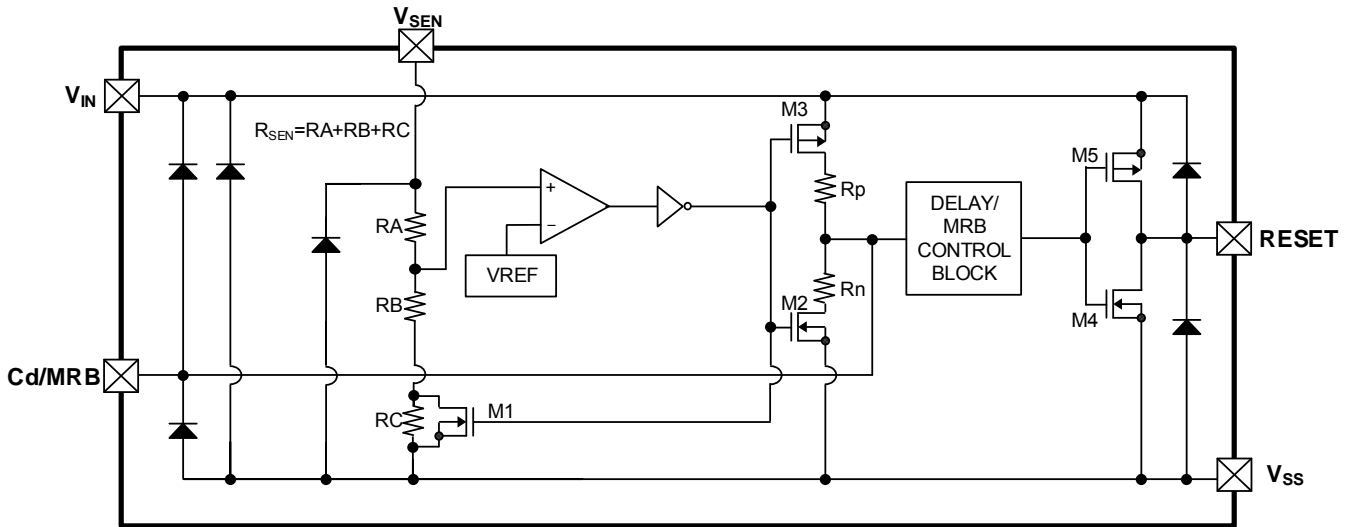 VSEN
VIN
RSEN=RA+RB+RC
M3
M5
+
Rp
RA
−
DELAY/
MRB
CONTROL
BLOCK
RESET
VREF
RB
Rn
M2
M4
Cd/MRB
RC
M1
VSS